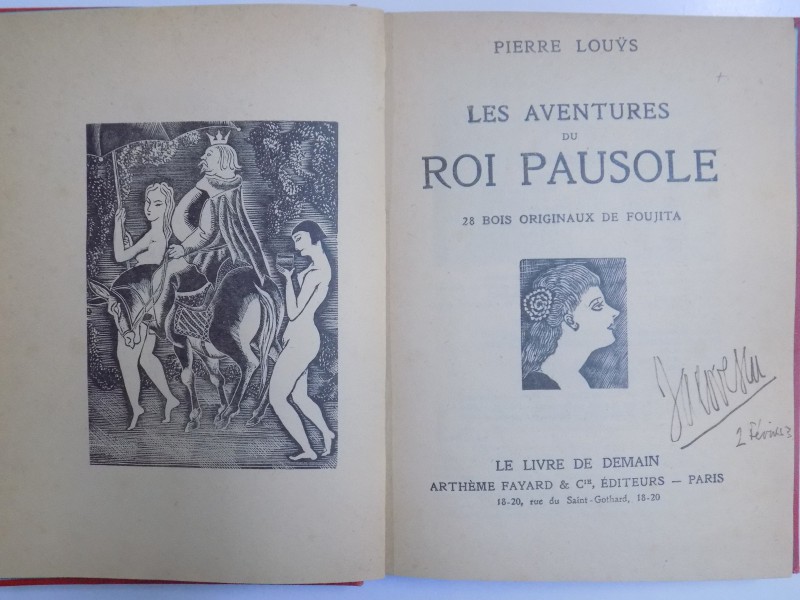 PIERRE LOUŸS
LES AVENTURES
DU
ROI PAUSOLE
28 BOIS ORIGINAUX DE FOUJITA
LE LIVRE DE DEMAIN
ARTHÈME FAYARD & Cie, ÉDITEURS — PARIS
18-20, rue du Saint-Gothard, 18-20